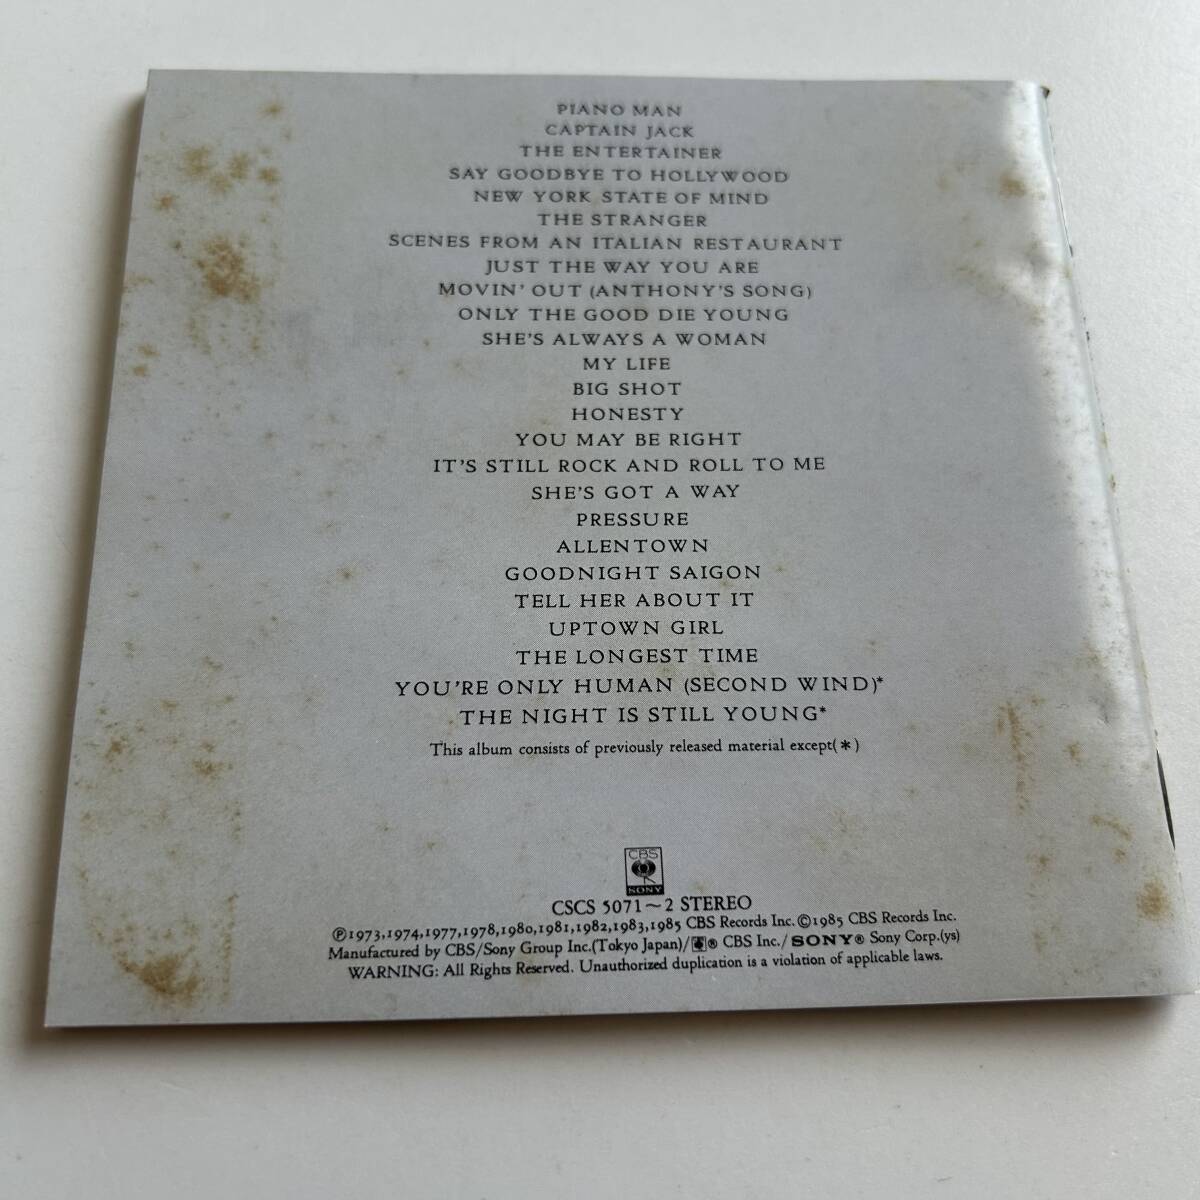 PIANO MAN
CAPTAIN JACK
THE ENTERTAINER
SAY GOODBYE TO HOLLYWOOD
NEW YORK STATE OF MIND
THE STRANGER
SCENES FROM AN ITALIAN RESTAURANT
JUST THE WAY YOU ARE
MOVIN' OUT (ANTHONY'S SONG)
ONLY THE GOOD DIE YOUNG
SHE'S ALWAYS A WOMAN
MY LIFE
BIG SHOT
HONESTY
YOU MAY BE RIGHT
IT'S STILL ROCK AND ROLL TO ME
SHE'S GOT A WAY
PRESSURE
ALLENTOWN
GOODNIGHT SAIGON
TELL HER ABOUT IT
UPTOWN GIRL
THE LONGEST TIME
YOU'RE ONLY HUMAN (SECOND WIND)*
THE NIGHT IS STILL YOUNG*
This album consists of previously released material except(*)
CBS
SONY
CSCS 5071~2 STEREO
℗1973,1974,1977,1978,1980,1981,1982,1983,1985 CBS Records Inc. ©1985 CBS Records Inc.
Manufactured by CBS/Sony Group Inc.(Tokyo Japan)/® CBS Inc./SONY® Sony Corp.(ys)
WARNING: All Rights Reserved. Unauthorized duplication is a violation of applicable laws.